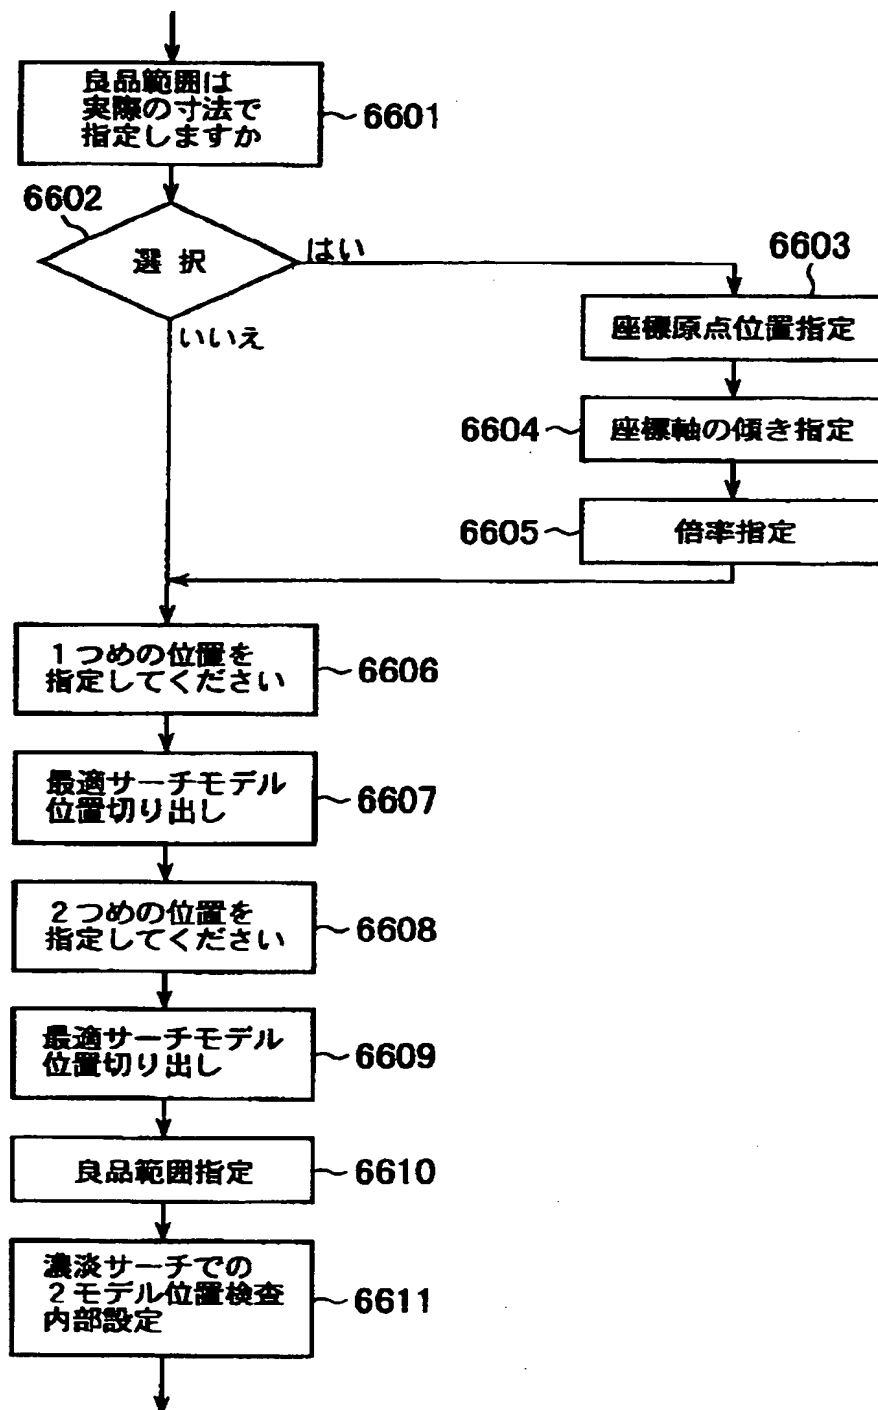 良品範囲は
実際の寸法で
指定しますか
6601
6602
選択
はい
いいえ
6603
座標原点位置指定
6604
座標軸の傾き指定
6605
倍率指定
1つめの位置を
指定してください
6606
最適サーチモデル
位置切り出し
6607
2つめの位置を
指定してください
6608
最適サーチモデル
位置切り出し
6609
良品範囲指定
6610
濃淡サーチでの
2モデル位置検査
内部設定
6611